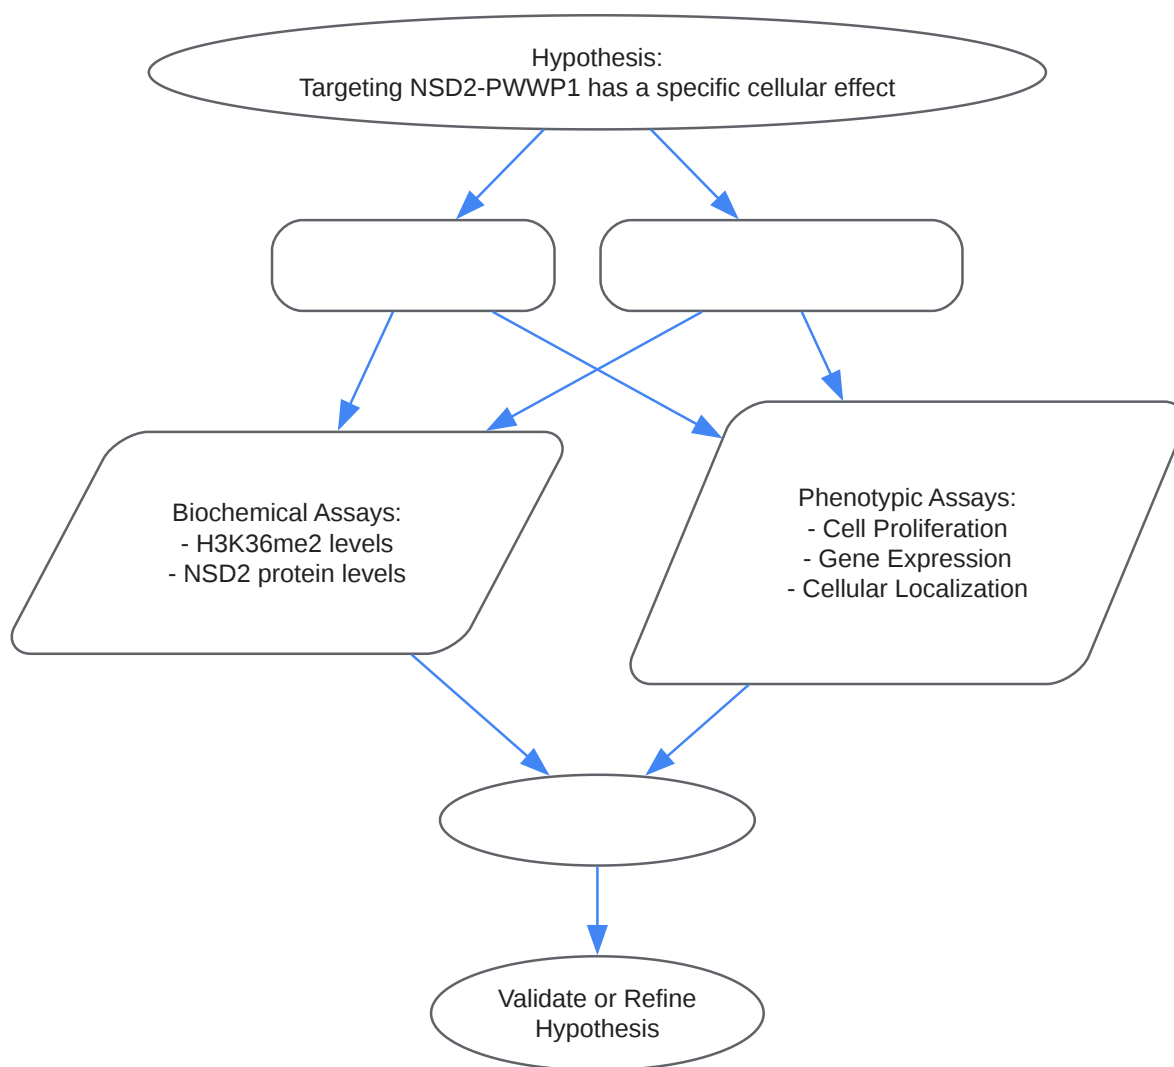 Hypothesis:
Targeting NSD2-PWWP1 has a specific cellular effect
Biochemical Assays:
- H3K36me2 levels
- NSD2 protein levels
Phenotypic Assays:
- Cell Proliferation
- Gene Expression
- Cellular Localization
Validate or Refine
Hypothesis